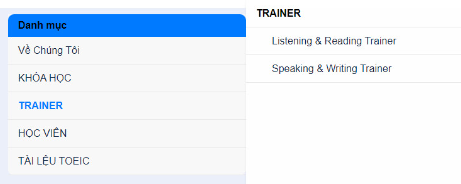 Danh mục
Về Chúng Tôi
KHÓA HỌC
TRAINER
HỌC VIÊN
TÀI LỆU TOEIC
TRAINER
Listening & Reading Trainer
Speaking & Writing Trainer